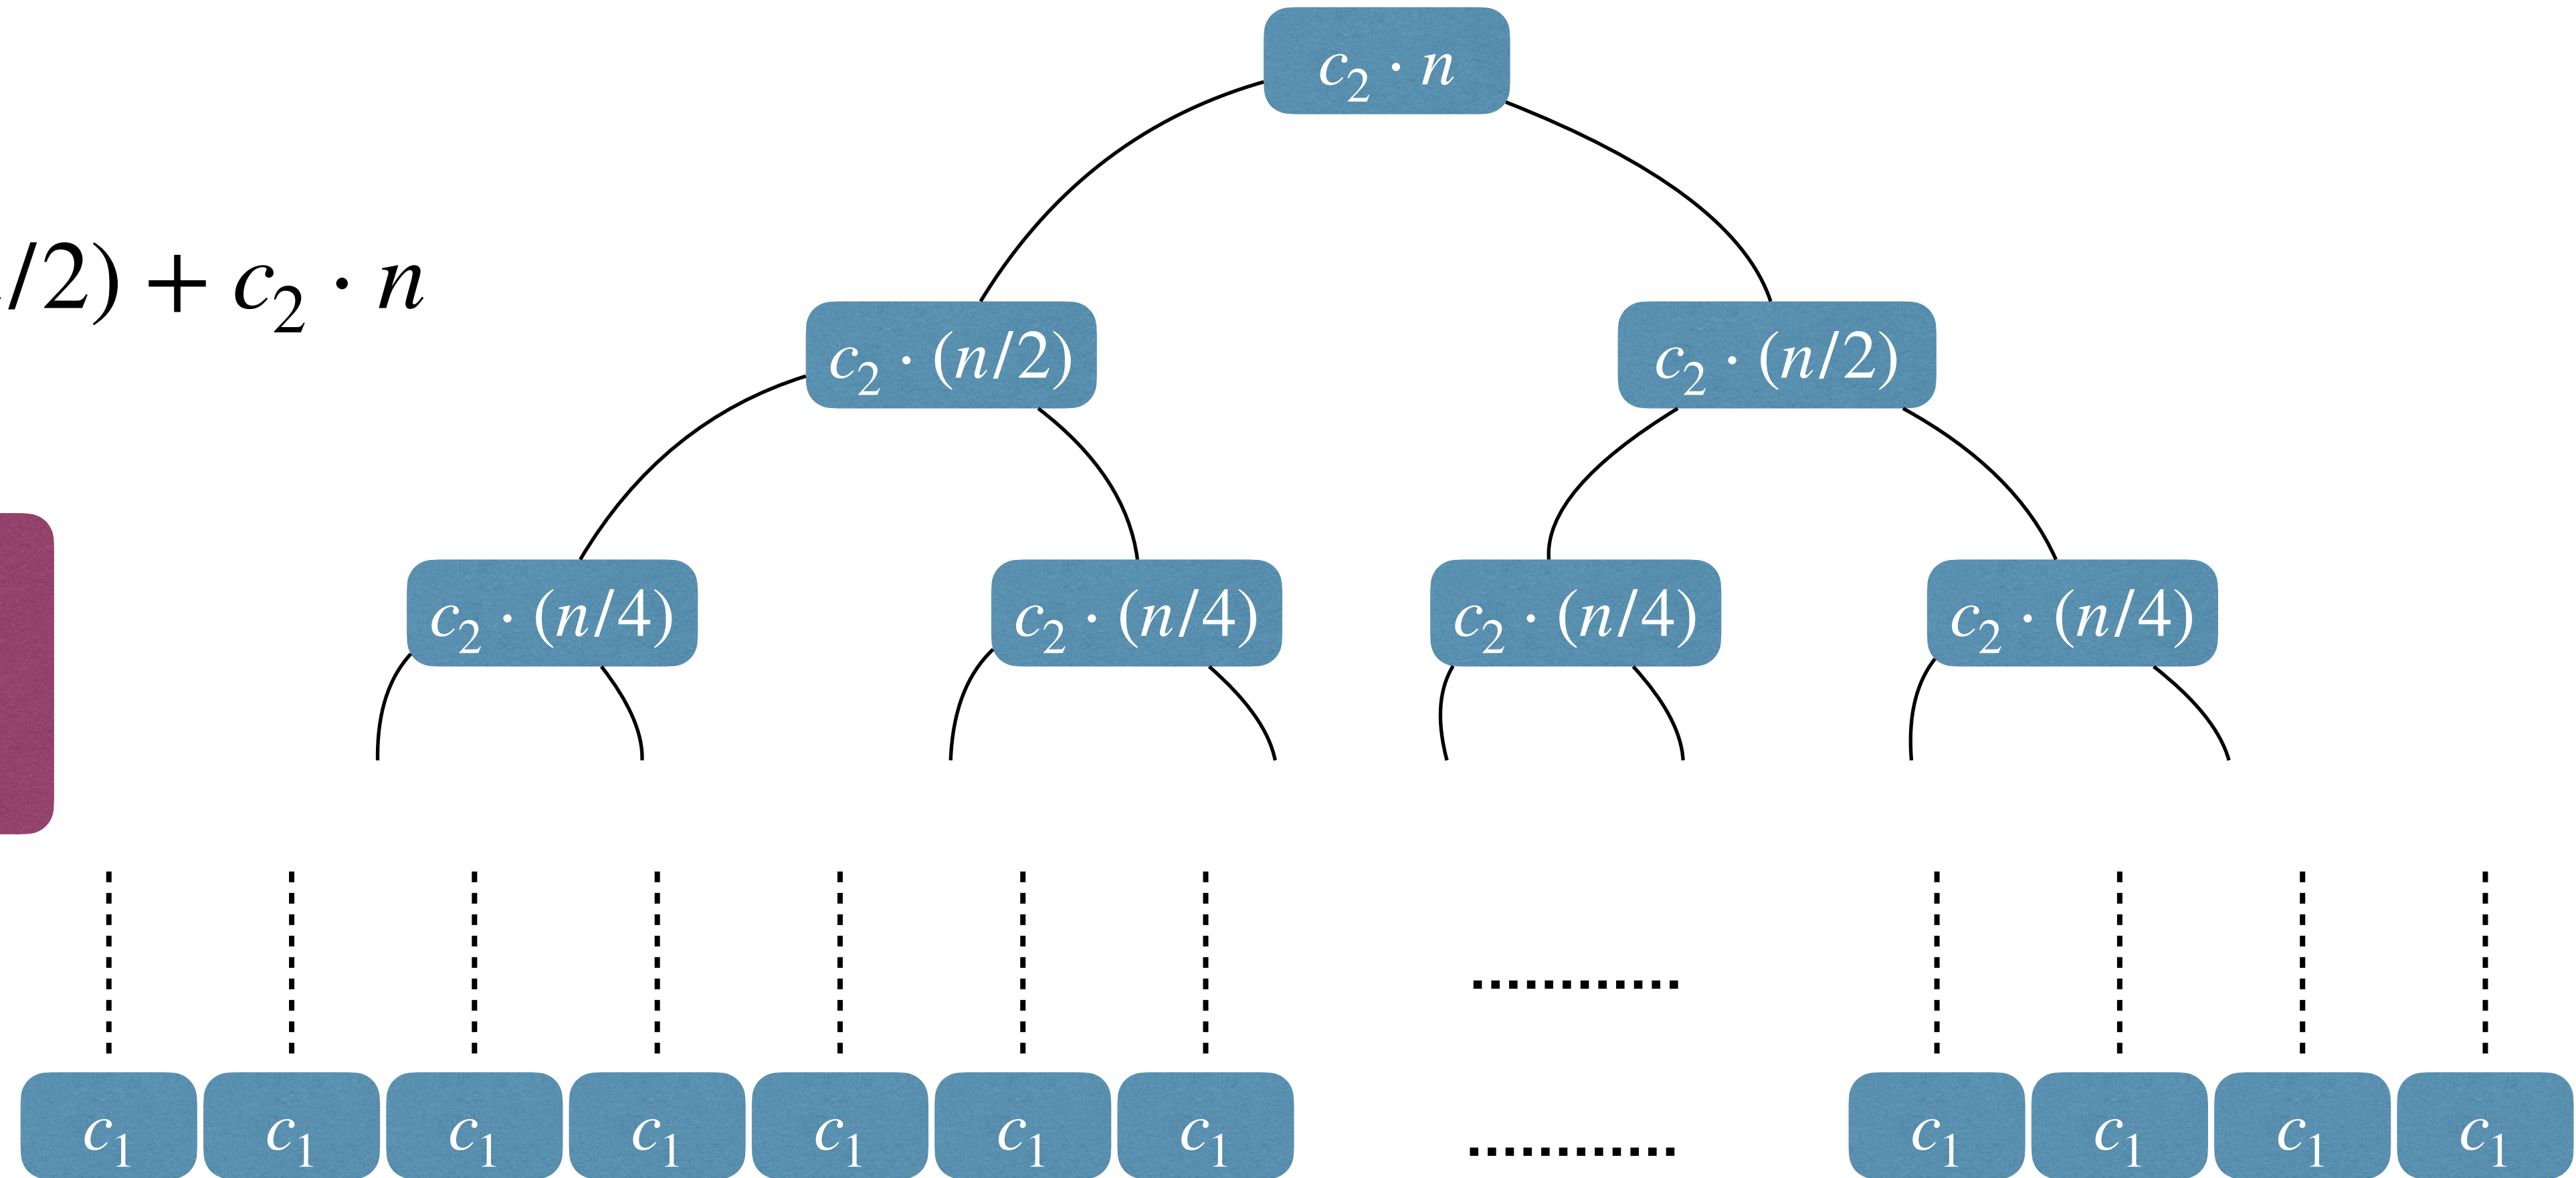 c₂ · n
/2) + c₂ · n
c₂ · (n/2) c₂ · (n/2)
c₂ · (n/4) c₂ · (n/4) c₂ · (n/4) c₂ · (n/4)
c₁ c₁ c₁ c₁ c₁ c₁ c₁ c₁ c₁ c₁ c₁